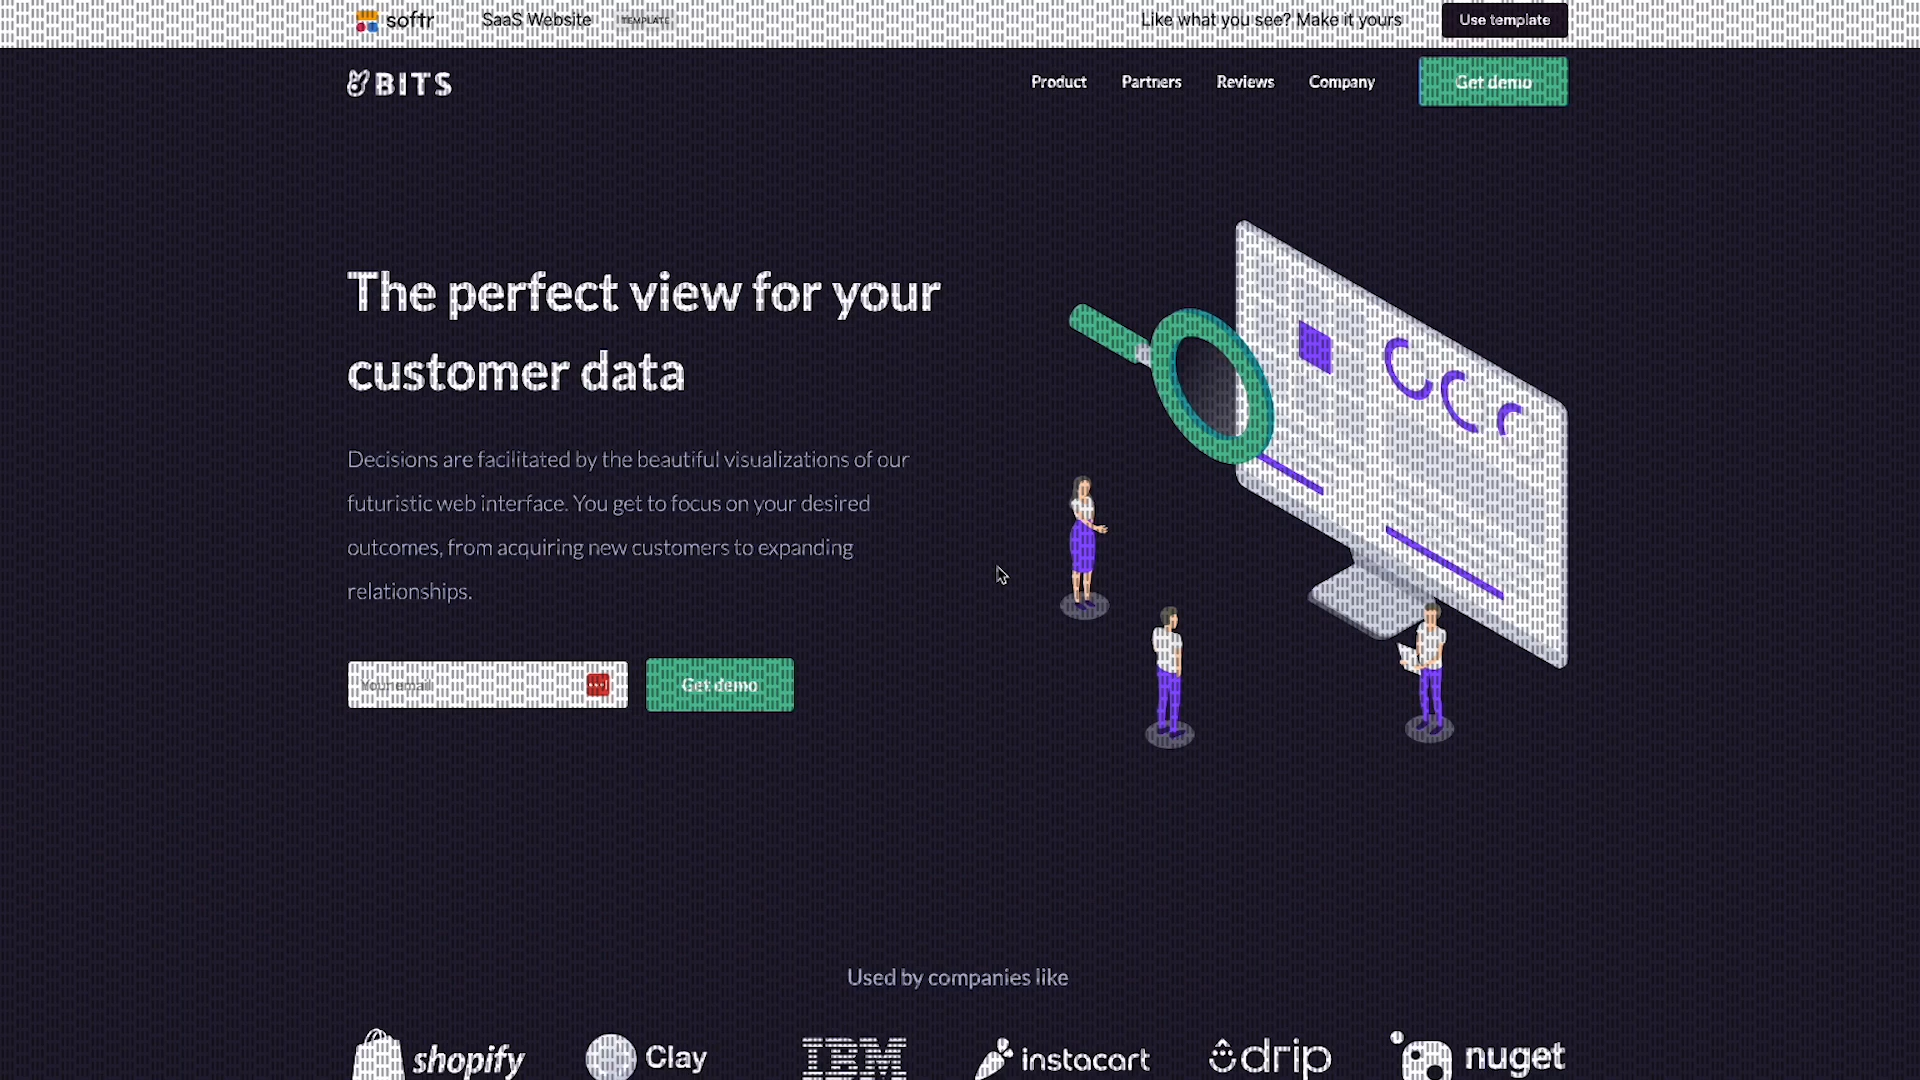 softr SaaS Website TEMPLATE Like what you see? Make it yours Use template
BITS Product Partners Reviews Company Get demo
The perfect view for your
customer data
Decisions are facilitated by the beautiful visualizations of our
futuristic web interface. You get to focus on your desired
outcomes, from acquiring new customers to expanding
relationships.
Your email Get demo
Used by companies like
shopify Clay IBM instacart drip nuget